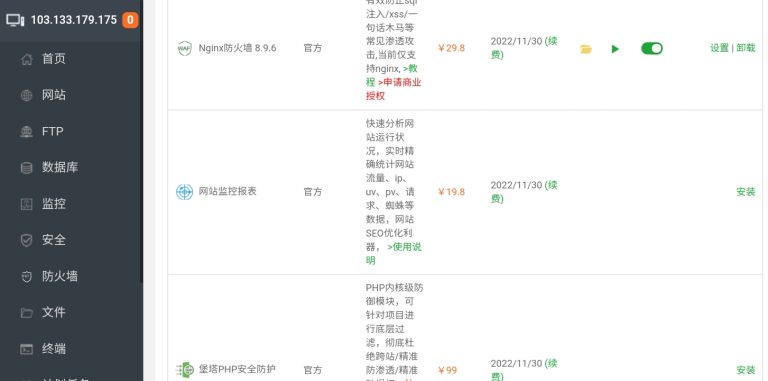 103.133.179.175 0
首页
网站
FTP
数据库
监控
安全
防火墙
文件
终端
有效防止sql
注入/xss/一
句话木马等
常见渗透攻
击,当前仅支
持nginx, >教
程 >申请商业
授权
WAF
Nginx防火墙 8.9.6
官方
￥29.8
2022/11/30 (续
费)
设置 | 卸载
快速分析网
站运行状
况，实时精
确统计网站
流量、ip、
uv、pv、请
求、蜘蛛等
数据，网站
SEO优化利
器， >使用说
明
网站监控报表
官方
￥19.8
2022/11/30 (续
费)
安装
PHP内核级防
御模块，可
针对项目进
行底层过
滤，彻底杜
绝跨站/精准
防渗透/精准
堡塔PHP安全防护
官方
￥99
2022/11/30 (续
费)
安装